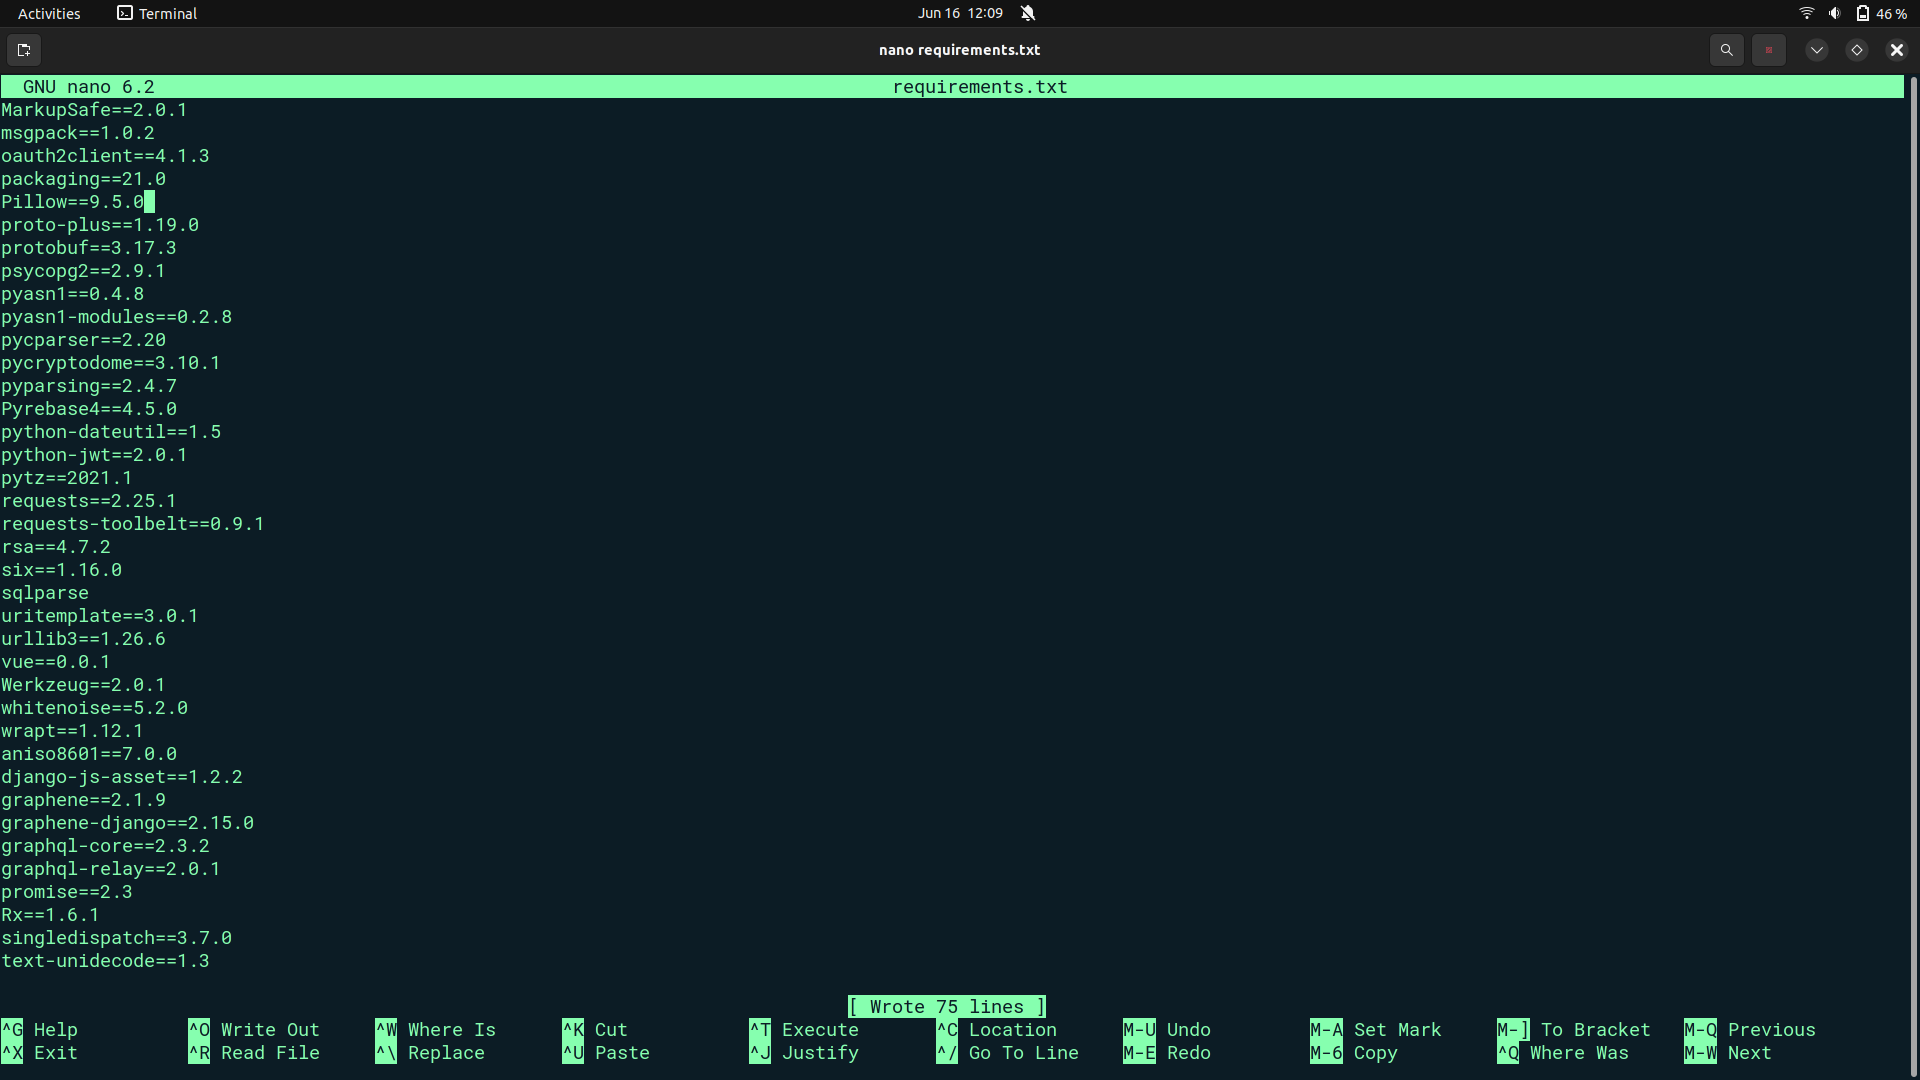 Activities Terminal Jun 16 12:09 46 %
nano requirements.txt
GNU nano 6.2 requirements.txt
MarkupSafe==2.0.1
msgpack==1.0.2
oauth2client==4.1.3
packaging==21.0
Pillow==9.5.0
proto-plus==1.19.0
protobuf==3.17.3
psycopg2==2.9.1
pyasn1==0.4.8
pyasn1-modules==0.2.8
pycparser==2.20
pycryptodome==3.10.1
pyparsing==2.4.7
Pyrebase4==4.5.0
python-dateutil==1.5
python-jwt==2.0.1
pytz==2021.1
requests==2.25.1
requests-toolbelt==0.9.1
rsa==4.7.2
six==1.16.0
sqlparse
uritemplate==3.0.1
urllib3==1.26.6
vue==0.0.1
Werkzeug==2.0.1
whitenoise==5.2.0
wrapt==1.12.1
aniso8601==7.0.0
django-js-asset==1.2.2
graphene==2.1.9
graphene-django==2.15.0
graphql-core==2.3.2
graphql-relay==2.0.1
promise==2.3
Rx==1.6.1
singledispatch==3.7.0
text-unidecode==1.3
[ Wrote 75 lines ]
^G Help ^O Write Out ^W Where Is ^K Cut ^T Execute ^C Location M-U Undo M-A Set Mark M-] To Bracket M-Q Previous
^X Exit ^R Read File ^\ Replace ^U Paste ^J Justify ^/ Go To Line M-E Redo M-6 Copy ^Q Where Was M-W Next